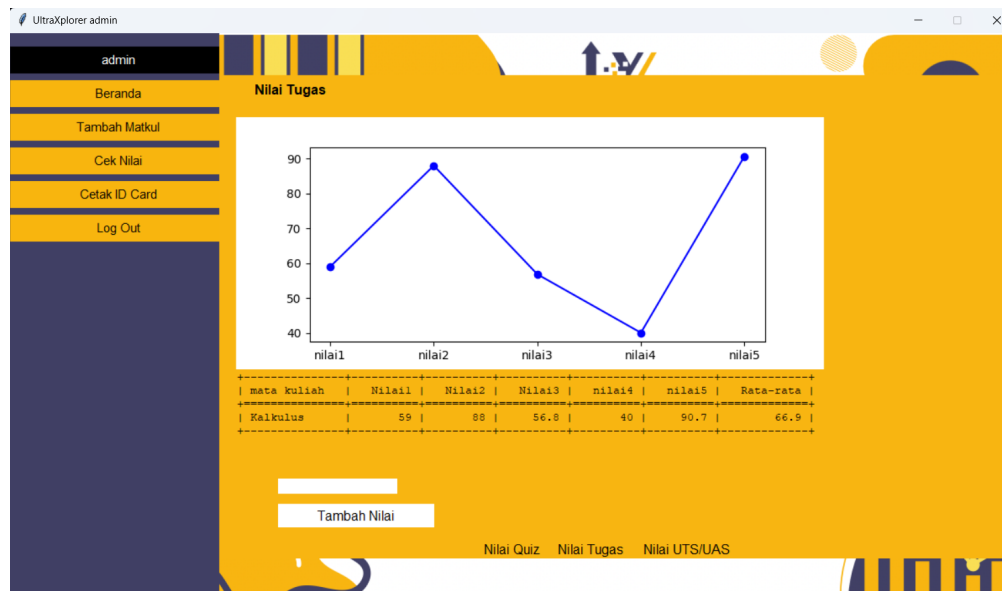 UltraXplorer admin
admin
Beranda
Tambah Matkul
Cek Nilai
Cetak ID Card
Log Out
Nilai Tugas
90
80
70
60
50
40
nilai1 nilai2 nilai3 nilai4 nilai5
| mata kuliah | Nilai1 | Nilai2 | Nilai3 | nilai4 | nilai5 | Rata-rata |
| Kalkulus | 59 | 88 | 56.8 | 40 | 90.7 | 66.9 |
Tambah Nilai
Nilai Quiz Nilai Tugas Nilai UTS/UAS